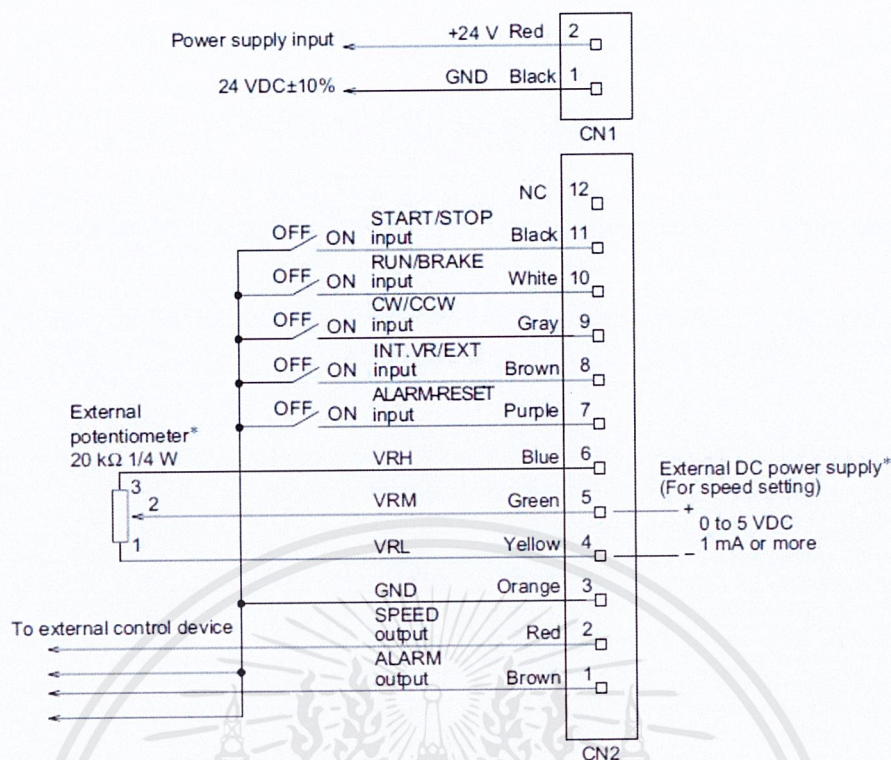 Power supply input +24 V Red 2
24 VDC±10% GND Black 1
CN1
NC 12
OFF ON START/STOP input Black 11
OFF ON RUN/BRAKE input White 10
OFF ON CW/CCW input Gray 9
OFF ON INT.VR/EXT input Brown 8
OFF ON ALARM-RESET input Purple 7
External
potentiometer*
20 kΩ 1/4 W
VRH Blue 6
3
2 VRM Green 5
1 VRL Yellow 4
External DC power supply*
(For speed setting)
+
0 to 5 VDC
1 mA or more
–
GND Orange 3
To external control device
SPEED output Red 2
ALARM output Brown 1
CN2